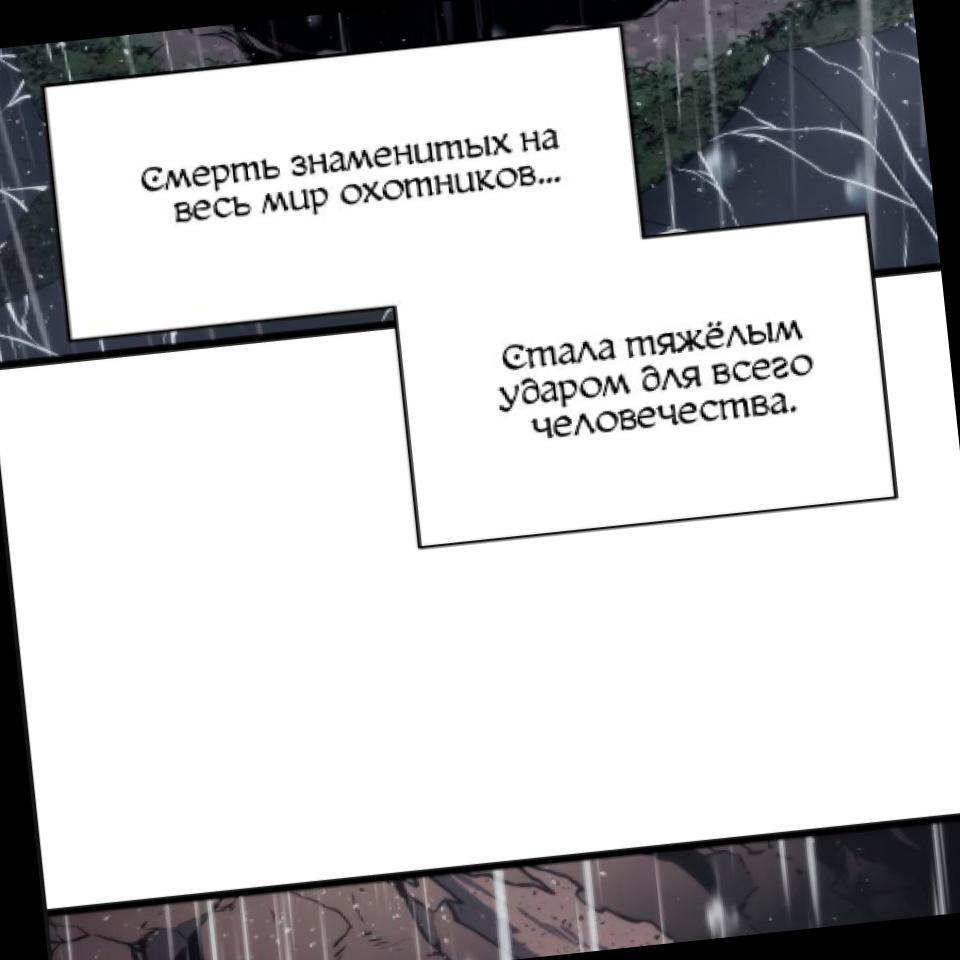 Смерть знаменитых на
весь мир охотников...
Стала тяжёлым
ударом для всего
человечества.